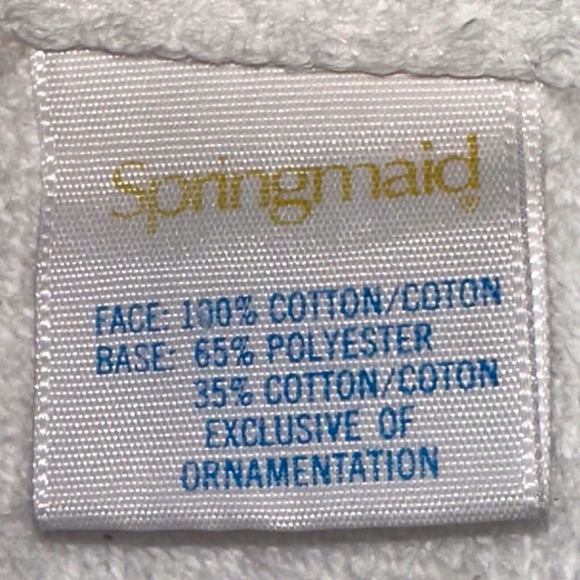 Springmaid®
FACE: 100% COTTON/COTON
BASE: 65% POLYESTER
35% COTTON/COTON
EXCLUSIVE OF
ORNAMENTATION